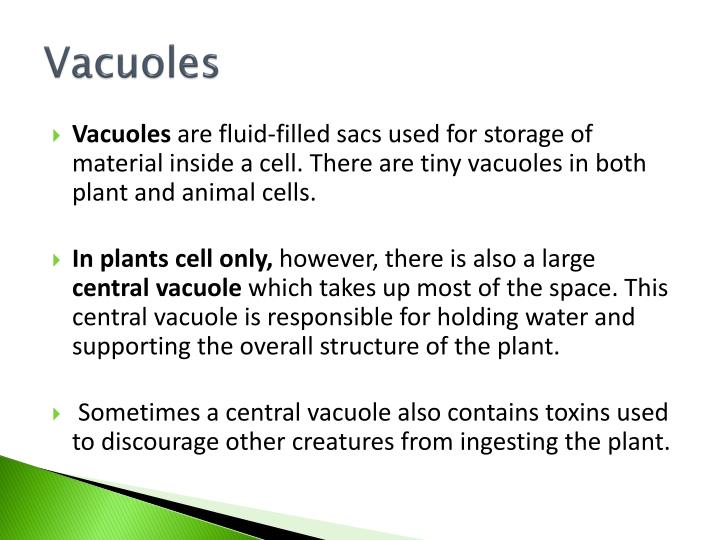 Vacuoles
Vacuoles are fluid-filled sacs used for storage of
material inside a cell. There are tiny vacuoles in both
plant and animal cells.
In plants cell only, however, there is also a large
central vacuole which takes up most of the space. This
central vacuole is responsible for holding water and
supporting the overall structure of the plant.
Sometimes a central vacuole also contains toxins used
to discourage other creatures from ingesting the plant.